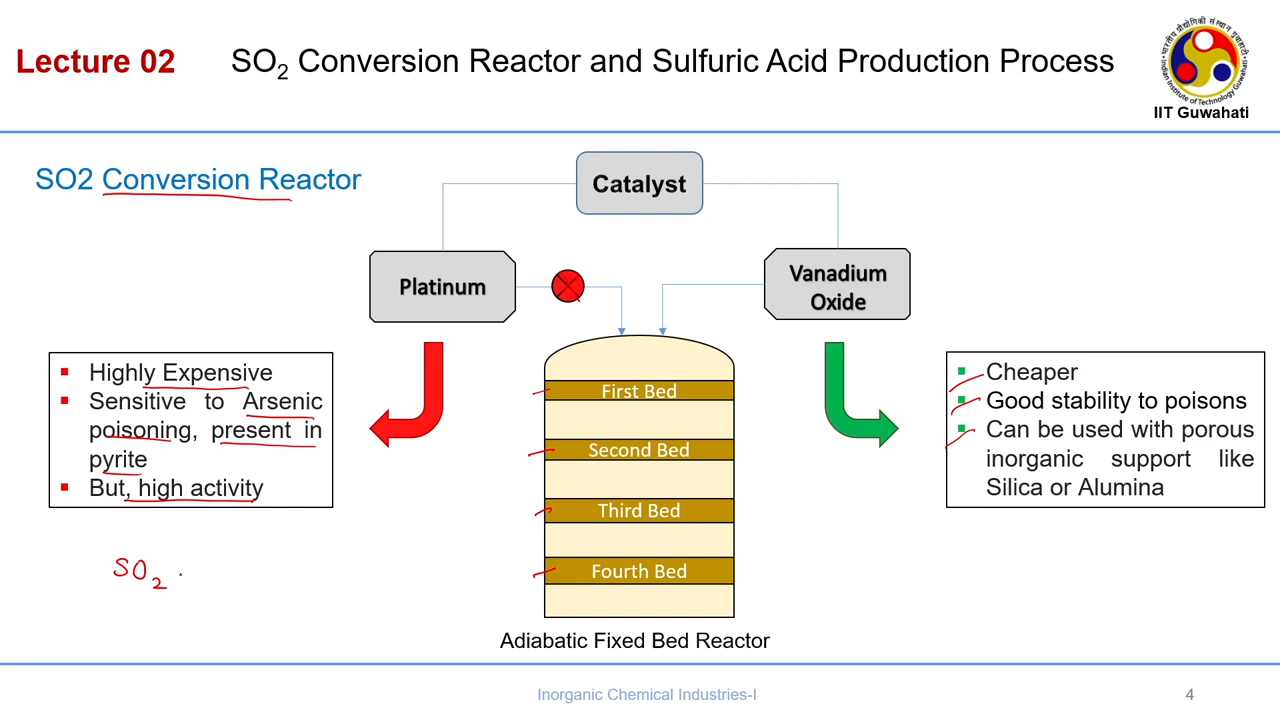 Lecture 02 SO₂ Conversion Reactor and Sulfuric Acid Production Process
IIT Guwahati
SO2 Conversion Reactor
Catalyst
Platinum
Vanadium
Oxide
▪ Highly Expensive
▪ Sensitive to Arsenic
poisoning, present in
pyrite
▪ But, high activity
First Bed
Second Bed
Third Bed
Fourth Bed
Adiabatic Fixed Bed Reactor
▪ Cheaper
▪ Good stability to poisons
▪ Can be used with porous
inorganic support like
Silica or Alumina
SO₂
Inorganic Chemical Industries-I
4